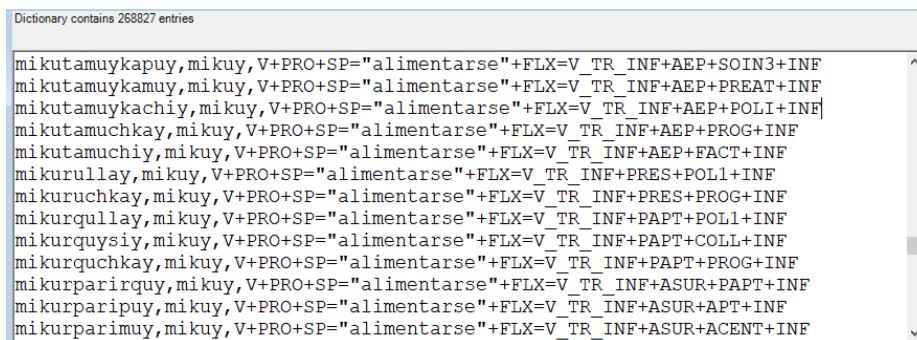 Dictionary contains 268827 entries
mikutamuykapuy,mikuy,V+PRO+SP="alimentarse"+FLX=V_TR_INF+AEP+SOIN3+INF
mikutamuykamuy,mikuy,V+PRO+SP="alimentarse"+FLX=V_TR_INF+AEP+PREAT+INF
mikutamuykachiy,mikuy,V+PRO+SP="alimentarse"+FLX=V_TR_INF+AEP+POLI+INF
mikutamuchkay,mikuy,V+PRO+SP="alimentarse"+FLX=V_TR_INF+AEP+PROG+INF
mikutamuchiy,mikuy,V+PRO+SP="alimentarse"+FLX=V_TR_INF+AEP+FACT+INF
mikurullay,mikuy,V+PRO+SP="alimentarse"+FLX=V_TR_INF+PRES+POL1+INF
mikuruchkay,mikuy,V+PRO+SP="alimentarse"+FLX=V_TR_INF+PRES+PROG+INF
mikurqullay,mikuy,V+PRO+SP="alimentarse"+FLX=V_TR_INF+PAPT+POL1+INF
mikurquysiy,mikuy,V+PRO+SP="alimentarse"+FLX=V_TR_INF+PAPT+COLL+INF
mikurquchkay,mikuy,V+PRO+SP="alimentarse"+FLX=V_TR_INF+PAPT+PROG+INF
mikurparirquy,mikuy,V+PRO+SP="alimentarse"+FLX=V_TR_INF+ASUR+PAPT+INF
mikurparipuy,mikuy,V+PRO+SP="alimentarse"+FLX=V_TR_INF+ASUR+APT+INF
mikurparimuy,mikuy,V+PRO+SP="alimentarse"+FLX=V_TR_INF+ASUR+ACENT+INF